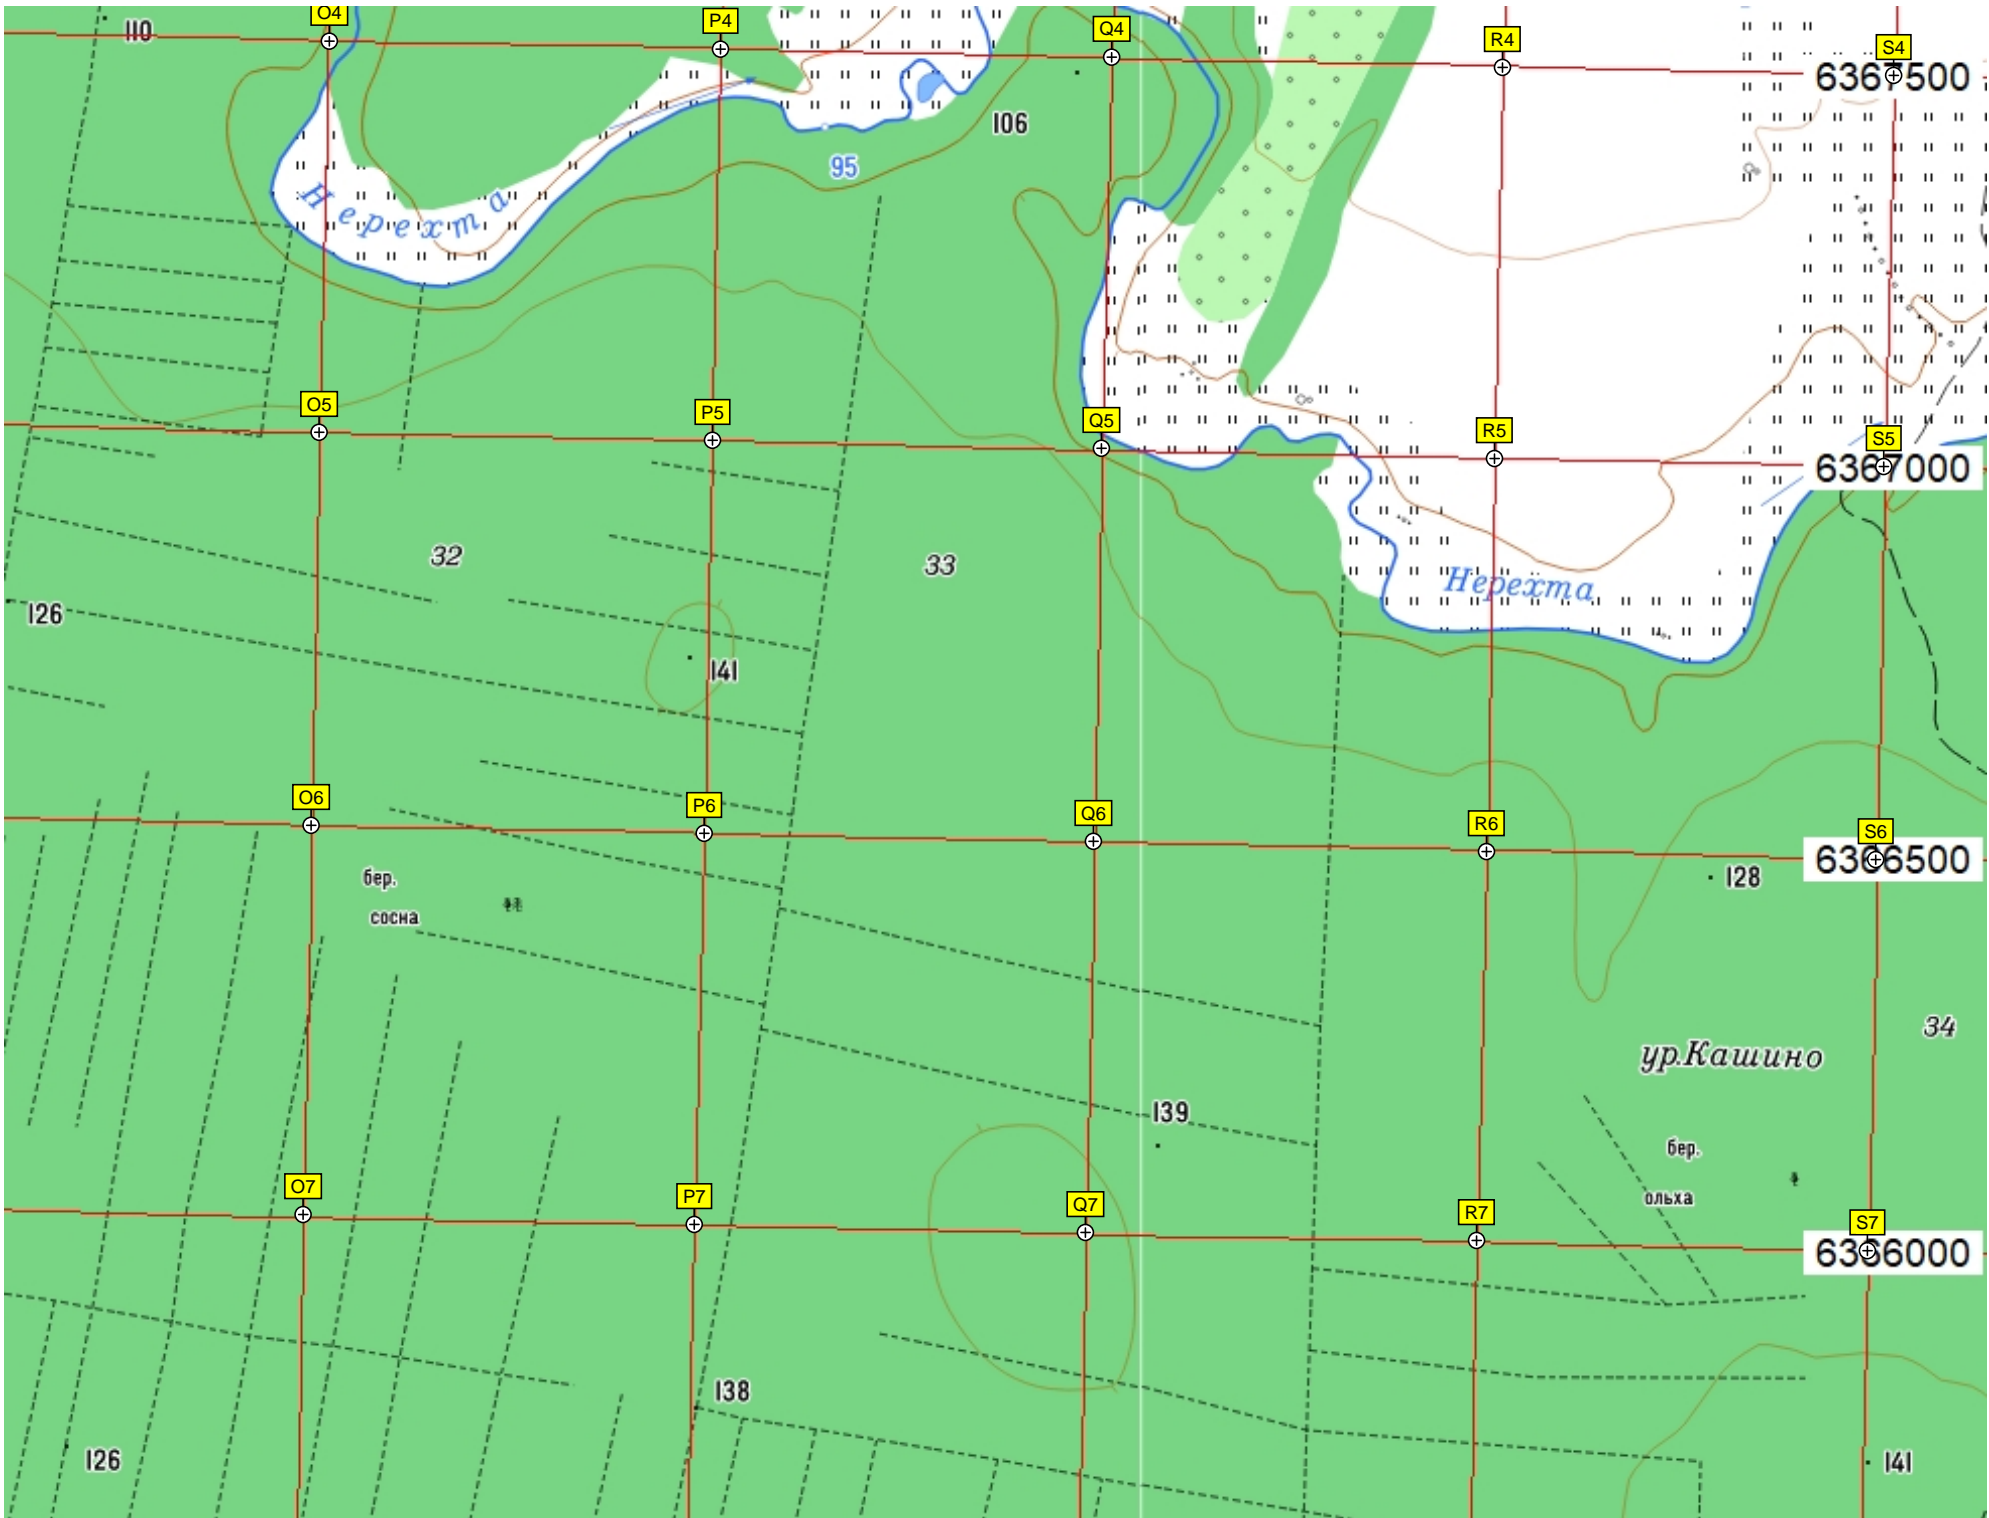 O4
P4
Q4
R4
S4
110
6367500
106
95
Нерехта
O5
P5
Q5
R5
S5
6367000
32
33
Нерехта
126
141
O6
P6
Q6
R6
S6
6366500
бер.
128
сосна
34
ур.Кашино
139
бер.
O7
P7
Q7
R7
ольха
S7
6366000
138
126
141